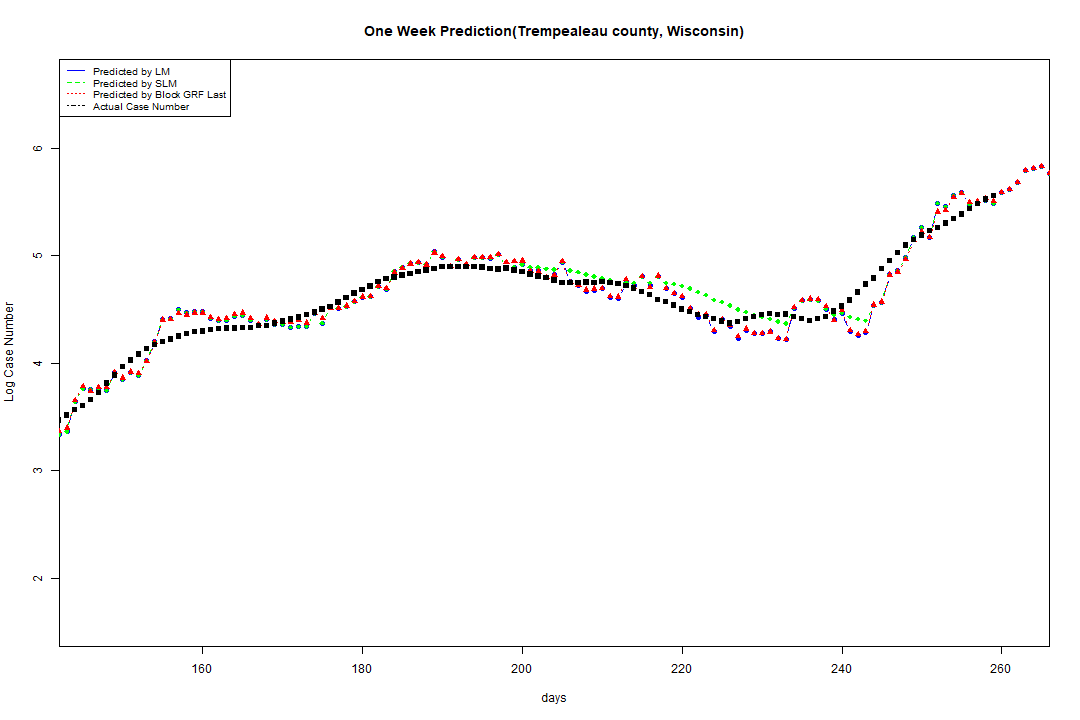 One Week Prediction(Trempealeau county, Wisconsin)
Predicted by LM
Predicted by SLM
Predicted by Block GRF Last
Actual Case Number
Log Case Number
6
5
4
3
2
160 180 200 220 240 260
days